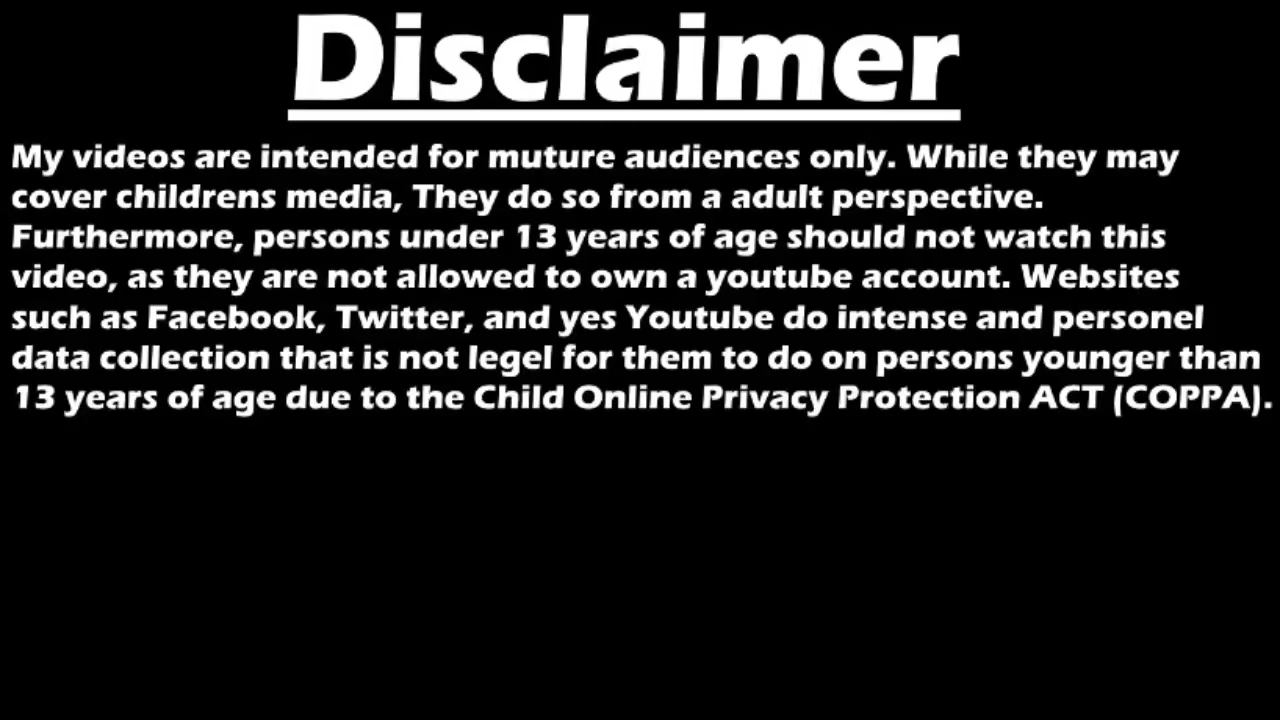 Disclaimer
My videos are intended for muture audiences only. While they may
cover childrens media, They do so from a adult perspective.
Furthermore, persons under 13 years of age should not watch this
video, as they are not allowed to own a youtube account. Websites
such as Facebook, Twitter, and yes Youtube do intense and personel
data collection that is not legel for them to do on persons younger than
13 years of age due to the Child Online Privacy Protection ACT (COPPA).